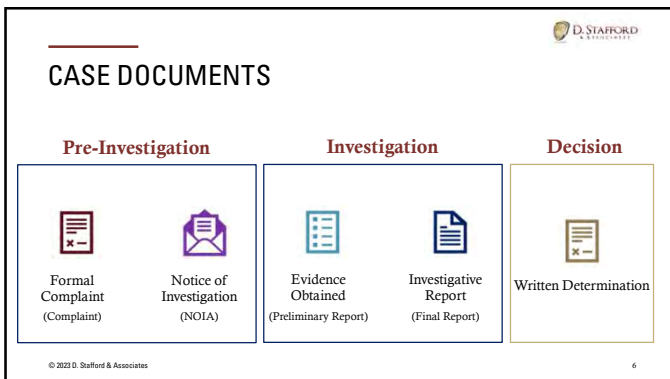 D. STAFFORD
& ASSOCIATES
CASE DOCUMENTS
Pre-Investigation
Formal
Complaint
(Complaint)
Notice of
Investigation
(NOIA)
Investigation
Evidence
Obtained
(Preliminary Report)
Investigative
Report
(Final Report)
Decision
Written Determination
© 2023 D. Stafford & Associates
6